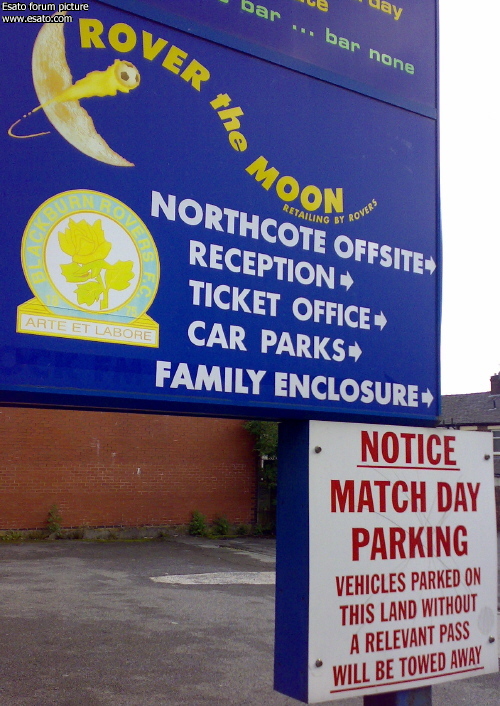 Esato forum picture
www.esato.com
day
bar ... bar none
ROVER the MOON
RETAILING BY ROVERS
BLACKBURN ROVERS F.C.
ARTE ET LABORE
NORTHCOTE OFFSITE
RECEPTION
TICKET OFFICE
CAR PARKS
FAMILY ENCLOSURE
NOTICE
MATCH DAY
PARKING
VEHICLES PARKED ON
THIS LAND WITHOUT
A RELEVANT PASS
WILL BE TOWED AWAY